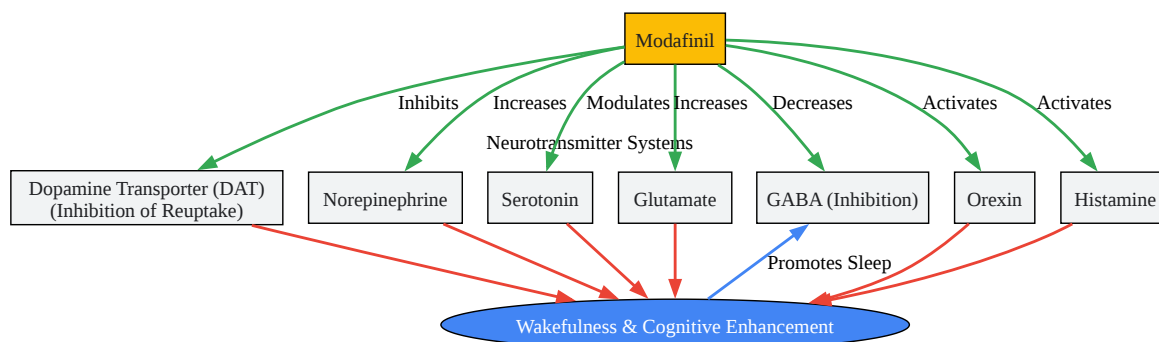 Modafinil
Inhibits
Increases
Modulates
Increases
Decreases
Activates
Activates
Neurotransmitter Systems
Dopamine Transporter (DAT)
(Inhibition of Reuptake)
Norepinephrine
Serotonin
Glutamate
GABA (Inhibition)
Orexin
Histamine
Promotes Sleep
Wakefulness & Cognitive Enhancement